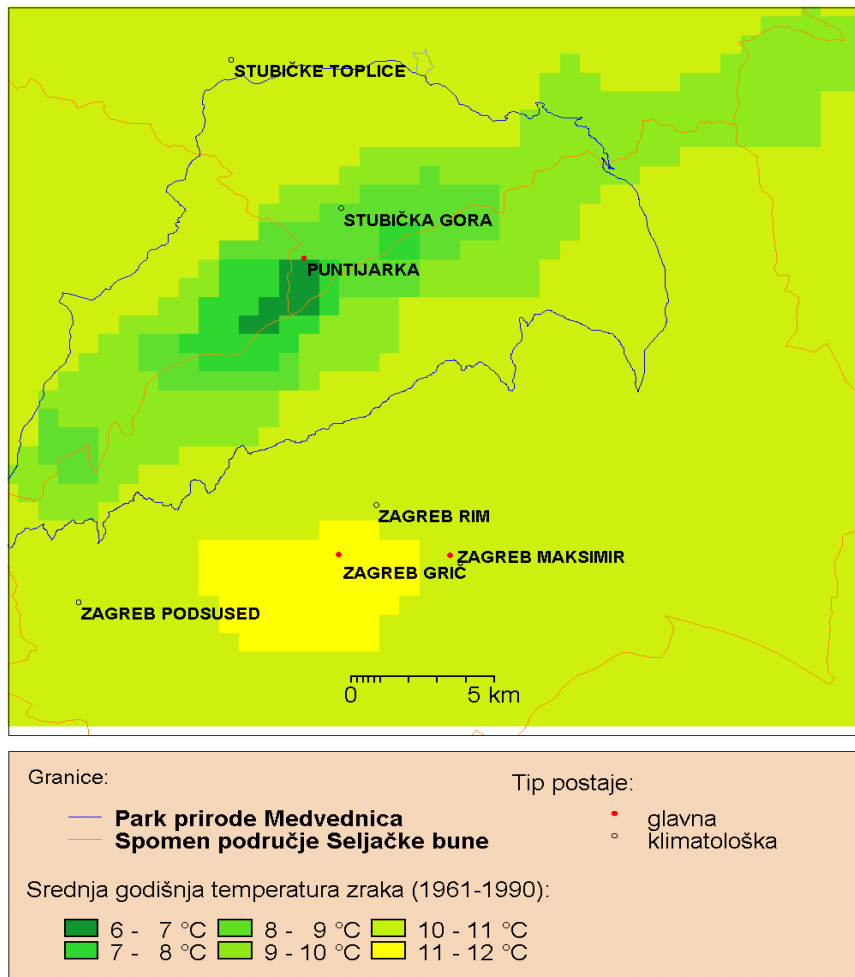 STUBIČKE TOPLICE
STUBIČKA GORA
PUNTIJARKA
ZAGREB RIM
ZAGREB MAKSIMIR
ZAGREB GRIČ
ZAGREB PODSUSED
0 5 km
Granice:
Park prirode Medvednica
Spomen područje Seljačke bune
Tip postaje:
glavna
klimatološka
Srednja godišnja temperatura zraka (1961-1990):
6 - 7 °C 8 - 9 °C 10 - 11 °C
7 - 8 °C 9 - 10 °C 11 - 12 °C